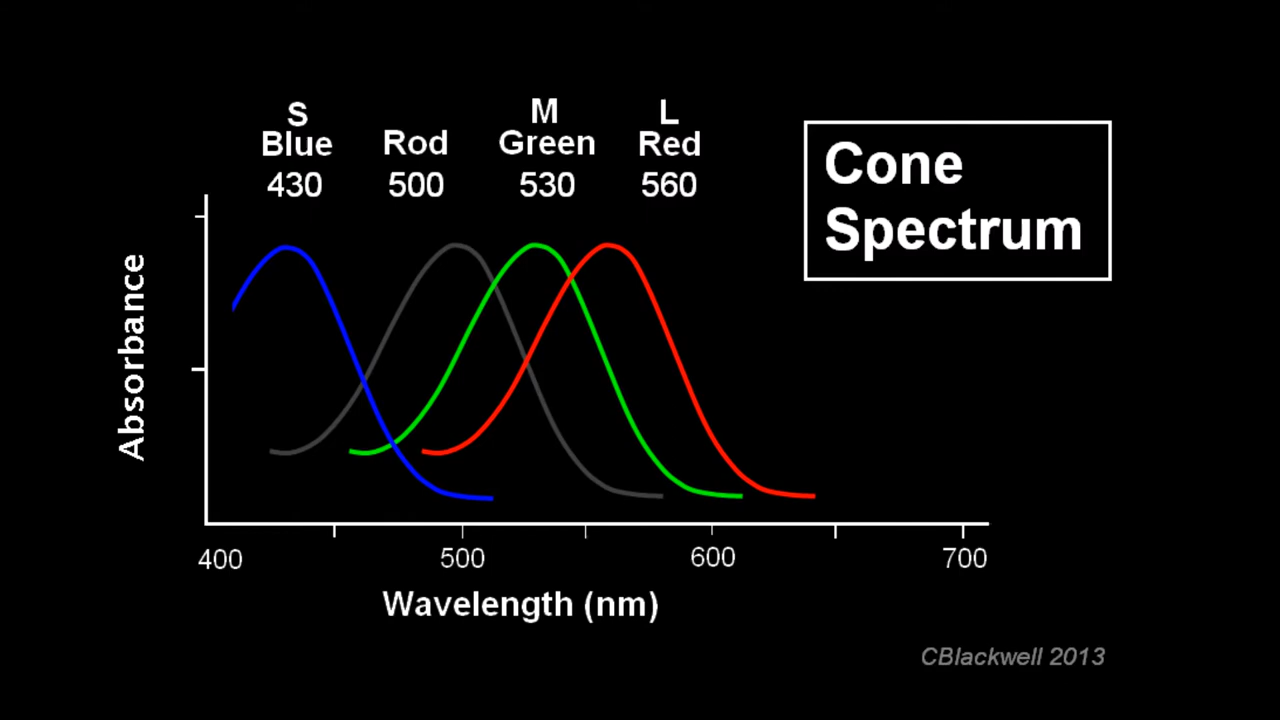 S M L
Blue Rod Green Red
430 500 530 560
Cone
Spectrum
Absorbance
400 500 600 700
Wavelength (nm)
CBlackwell 2013